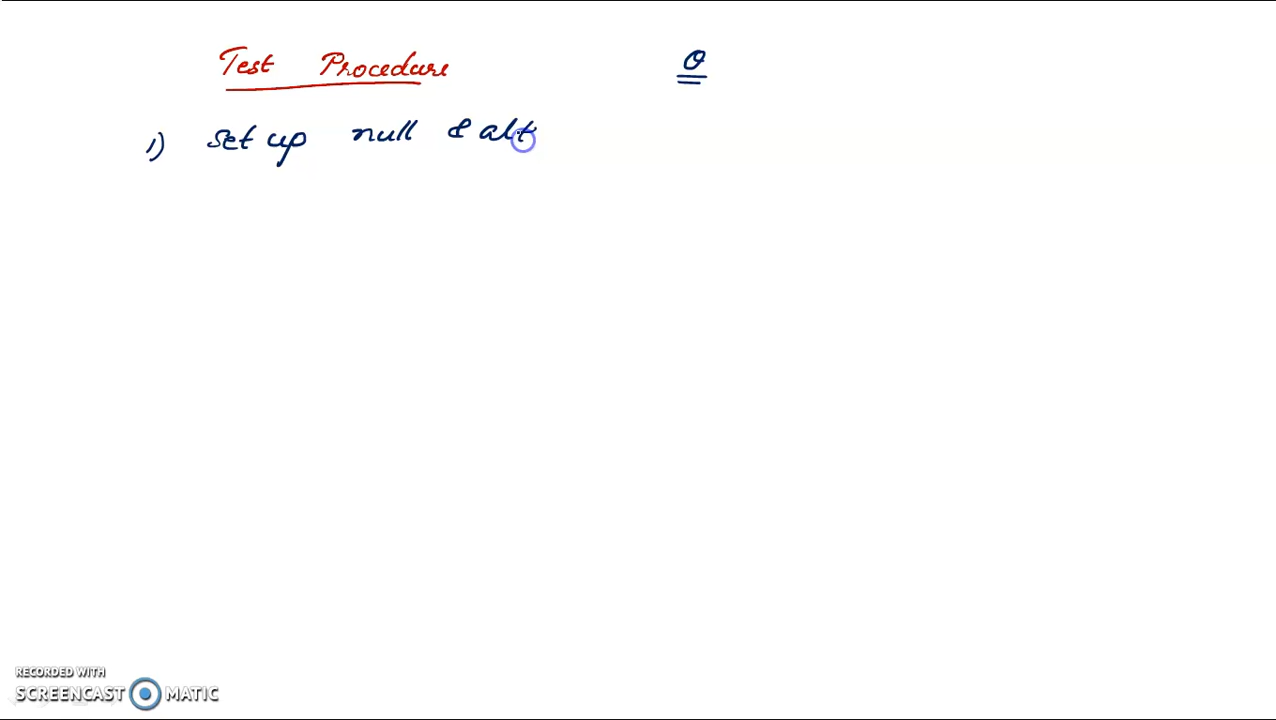 Test Procedure θ
1) set up null & alt
RECORDED WITH
SCREENCAST MATIC